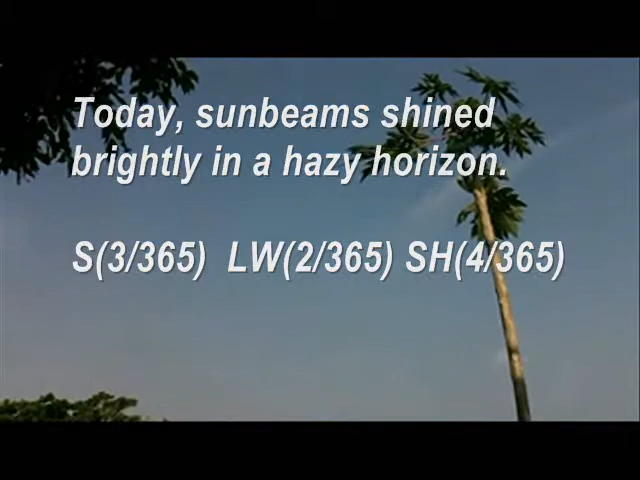 Today, sunbeams shined
brightly in a hazy horizon.
S(3/365) LW(2/365) SH(4/365)